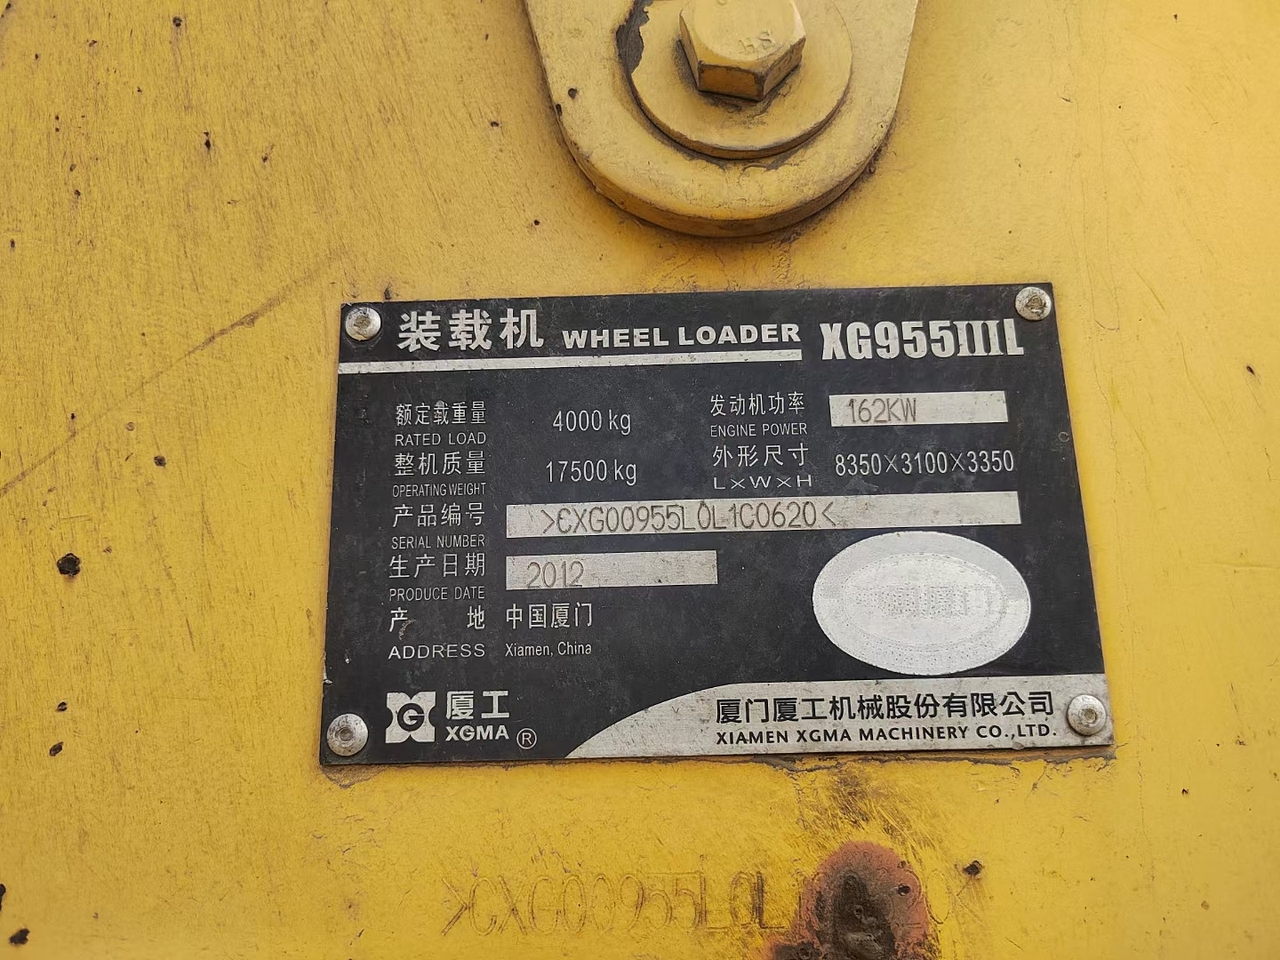 8.8
装载机 WHEEL LOADER XG955IIIL
额定载重量 4000 kg 发动机功率 162KW
RATED LOAD ENGINE POWER
整机质量 17500 kg 外形尺寸 8350×3100×3350
OPERATING WEIGHT L×W×H
产品编号 >CXG00955L0L1C0620<
SERIAL NUMBER
生产日期 2012
PRODUCE DATE
产 地 中国厦门
ADDRESS Xiamen, China
厦工 厦门厦工机械股份有限公司
XGMA ® XIAMEN XGMA MACHINERY CO.,LTD.
>CXG00955L0L